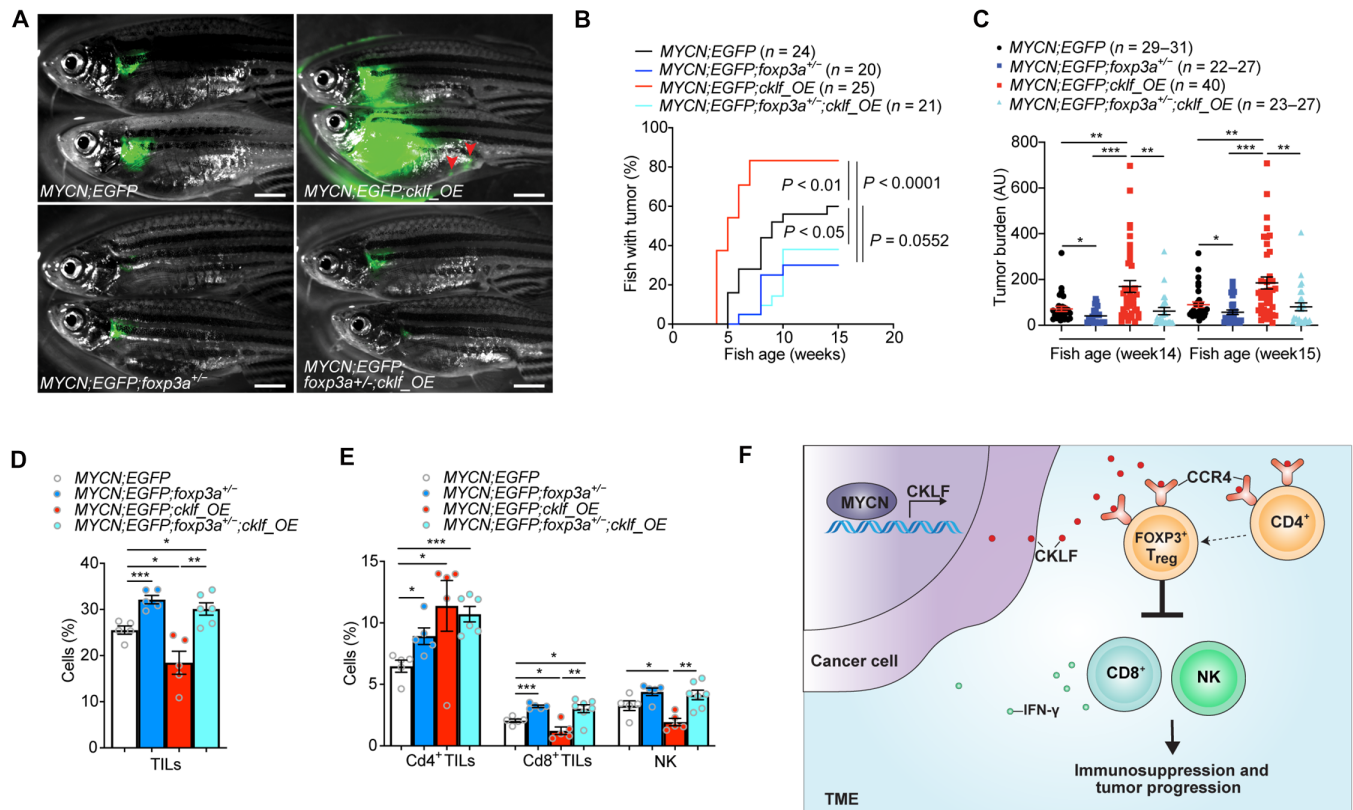 A
MYCN;EGFP
MYCN;EGFP;cklf_OE
MYCN;EGFP;foxp3a+/−
MYCN;EGFP;
foxp3a+/-;cklf_OE
B
MYCN;EGFP (n = 24)
MYCN;EGFP;foxp3a+/− (n = 20)
MYCN;EGFP;cklf_OE (n = 25)
MYCN;EGFP;foxp3a+/−;cklf_OE (n = 21)
Fish with tumor (%)
100
80
60
40
20
0
P < 0.01
P < 0.0001
P < 0.05
P = 0.0552
0 5 10 15 20
Fish age (weeks)
C
MYCN;EGFP (n = 29–31)
MYCN;EGFP;foxp3a+/− (n = 22–27)
MYCN;EGFP;cklf_OE (n = 40)
MYCN;EGFP;foxp3a+/−;cklf_OE (n = 23–27)
Tumor burden (AU)
800
600
400
200
0
** **
*** ** *** **
* *
Fish age (week14) Fish age (week15)
D
MYCN;EGFP
MYCN;EGFP;foxp3a+/−
MYCN;EGFP;cklf_OE
MYCN;EGFP;foxp3a+/−;cklf_OE
Cells (%)
40
30
20
10
0
*
* **
***
TILs
E
MYCN;EGFP
MYCN;EGFP;foxp3a+/−
MYCN;EGFP;cklf_OE
MYCN;EGFP;foxp3a+/−;cklf_OE
Cells (%)
15
10
5
0
***
*
*
*
* **
***
* **
Cd4+ TILs Cd8+ TILs NK
F
MYCN
CKLF
CKLF
CCR4
FOXP3+
Treg
CD4+
Cancer cell
CD8+
NK
IFN-γ
Immunosuppression and
tumor progression
TME